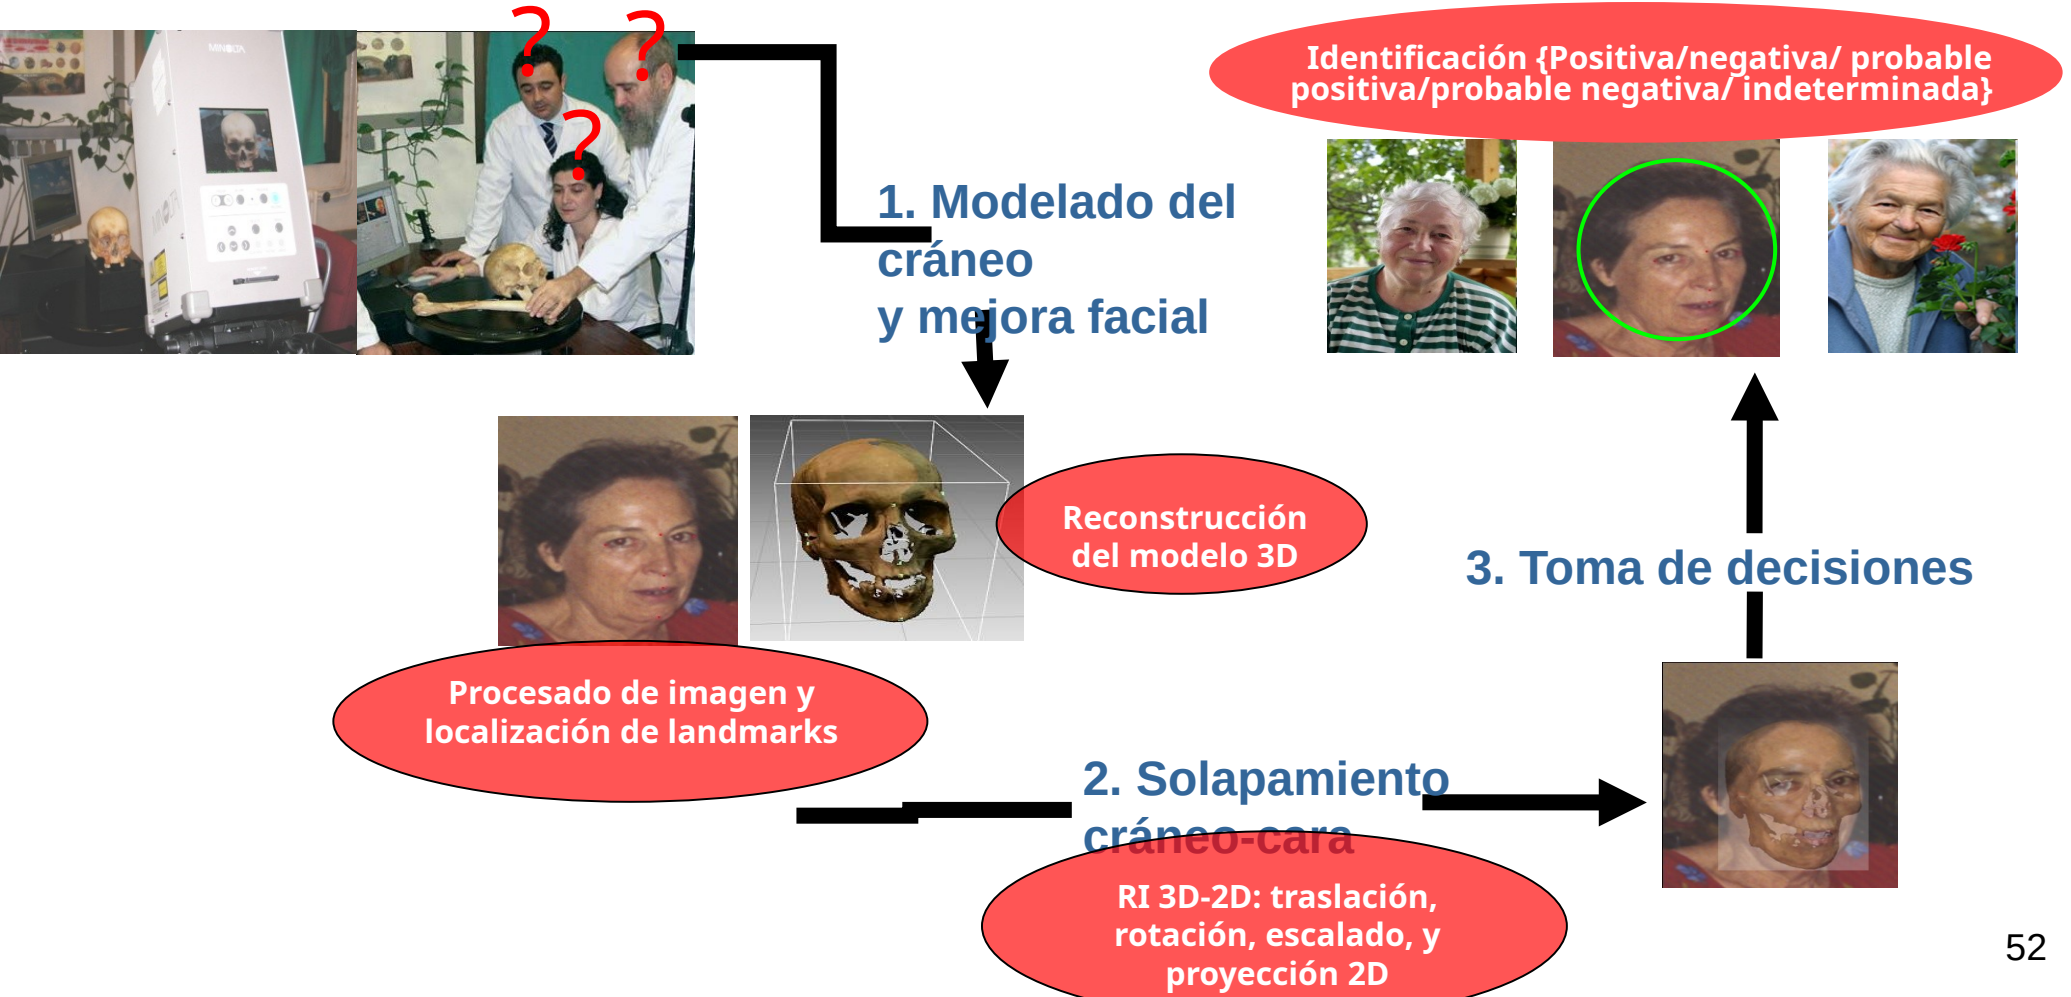 ?
?
?
MINOLTA
Identificación {Positiva/negativa/ probable
positiva/probable negativa/ indeterminada}
1. Modelado del
cráneo
y mejora facial
Reconstrucción
del modelo 3D
3. Toma de decisiones
Procesado de imagen y
localización de landmarks
2. Solapamiento
cráneo-cara
RI 3D-2D: traslación,
rotación, escalado, y
proyección 2D
52